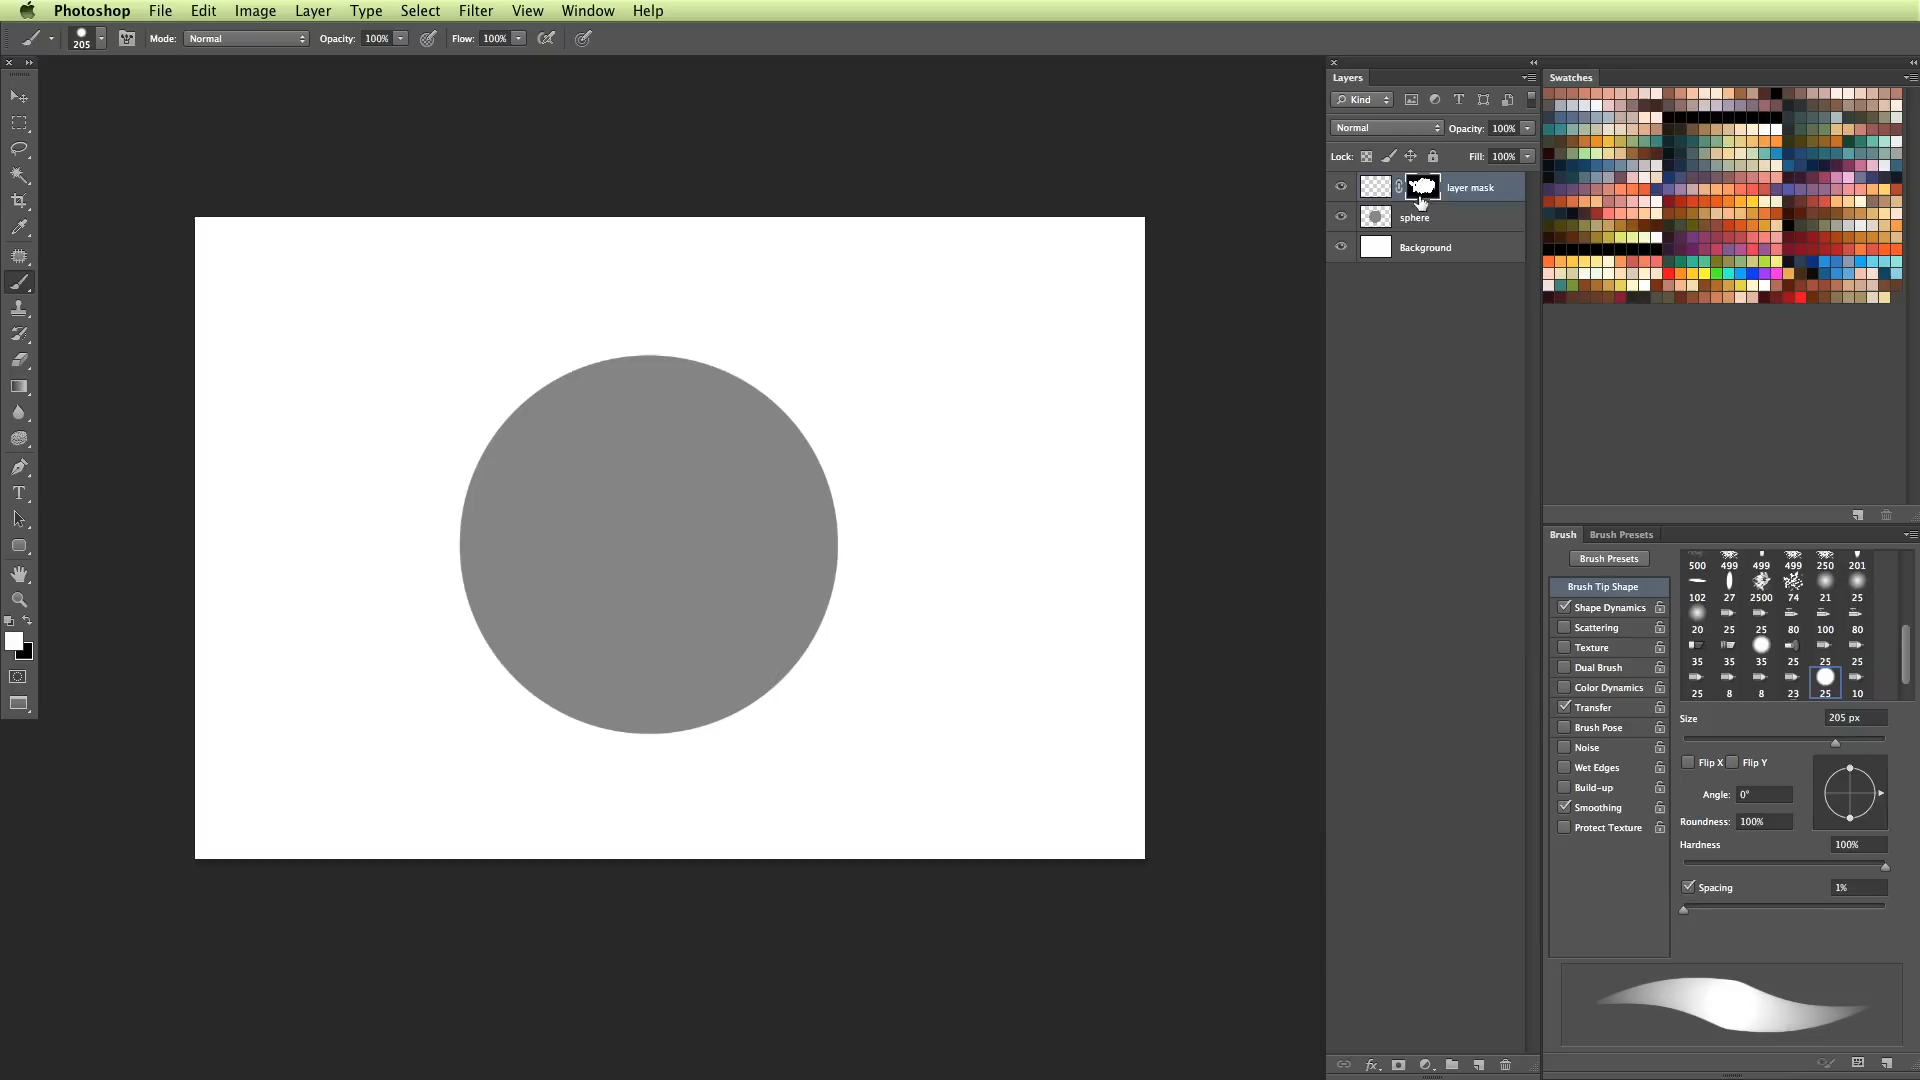 Photoshop File Edit Image Layer Type Select Filter View Window Help
205 Mode: Normal Opacity: 100% Flow: 100%
Layers
Kind
Normal Opacity: 100%
Lock: Fill: 100%
layer mask
sphere
Background
Swatches
Brush Brush Presets
Brush Presets
Brush Tip Shape
Shape Dynamics
Scattering
Texture
Dual Brush
Color Dynamics
Transfer
Brush Pose
Noise
Wet Edges
Build-up
Smoothing
Protect Texture
500 499 499 499 250 201
102 27 2500 74 21 25
20 25 25 80 100 80
35 35 35 25 25 25
25 8 8 23 25 10
Size 205 px
Flip X Flip Y
Angle: 0°
Roundness: 100%
Hardness 100%
Spacing 1%